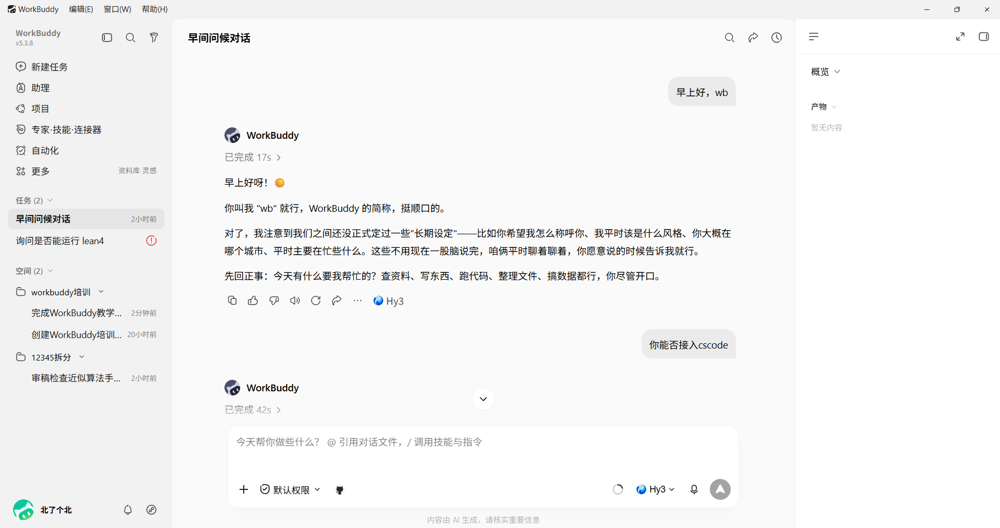 WorkBuddy 编辑(E) 窗口(W) 帮助(H)
WorkBuddy
v5.3.8
新建任务
助理
项目
专家·技能·连接器
自动化
更多 资料库·灵感
任务 (2)
早间问候对话 2小时前
询问是否能运行 lean4
空间 (2)
workbuddy培训
完成WorkBuddy教学... 2分钟前
创建WorkBuddy培训... 20小时前
12345拆分
审稿检查近似算法手... 2小时前
北了个北
早间问候对话
早上好，wb
WorkBuddy
已完成 17s
早上好呀！
你叫我 "wb" 就行，WorkBuddy 的简称，挺顺口的。
对了，我注意到我们之间还没正式定过一些"长期设定"——比如你希望我怎么称呼你、我平时该是什么风格、你大概在
哪个城市、平时主要在忙些什么。这些不用现在一股脑说完，咱俩平时聊着聊着，你愿意说的时候告诉我就行。
先回正事：今天有什么要我帮忙的？查资料、写东西、跑代码、整理文件、搞数据都行，你尽管开口。
Hy3
你能否接入cscode
WorkBuddy
已完成 42s
今天帮你做些什么？ @ 引用对话文件，/ 调用技能与指令
默认权限
Hy3
内容由 AI 生成，请核实重要信息
概览
产物
暂无内容